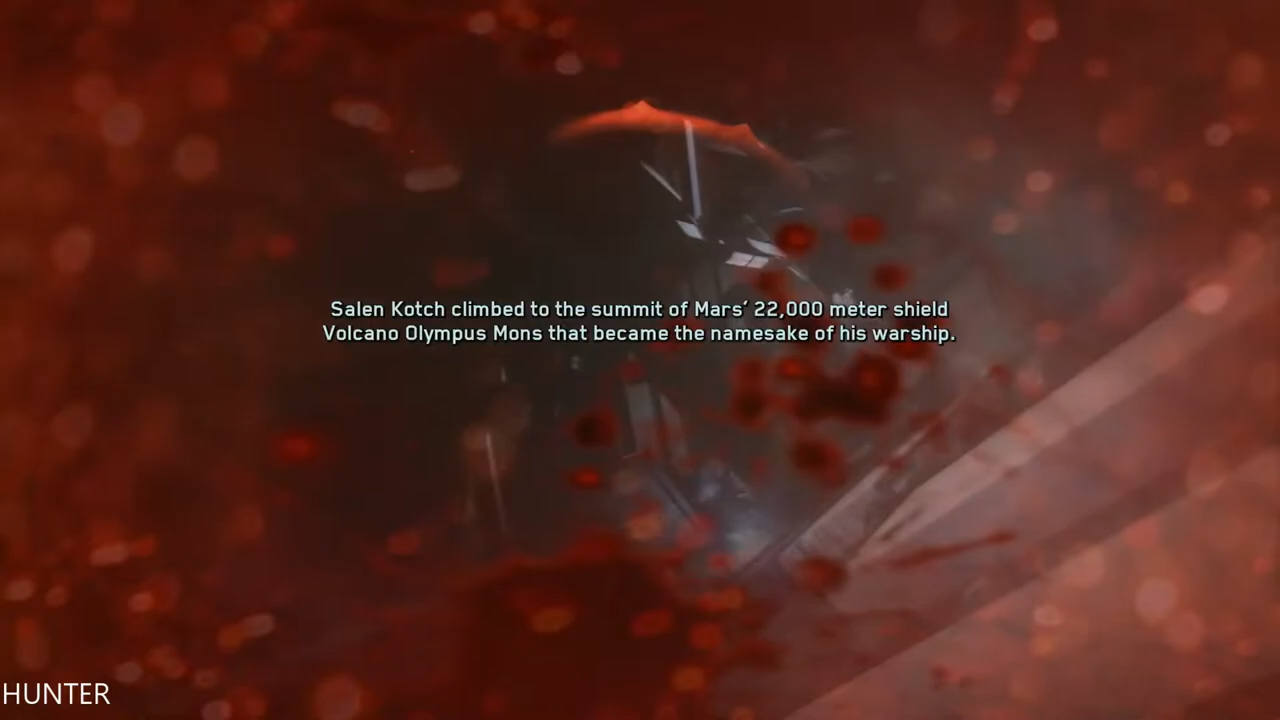 Salen Kotch climbed to the summit of Mars' 22,000 meter shield
Volcano Olympus Mons that became the namesake of his warship.
HUNTER